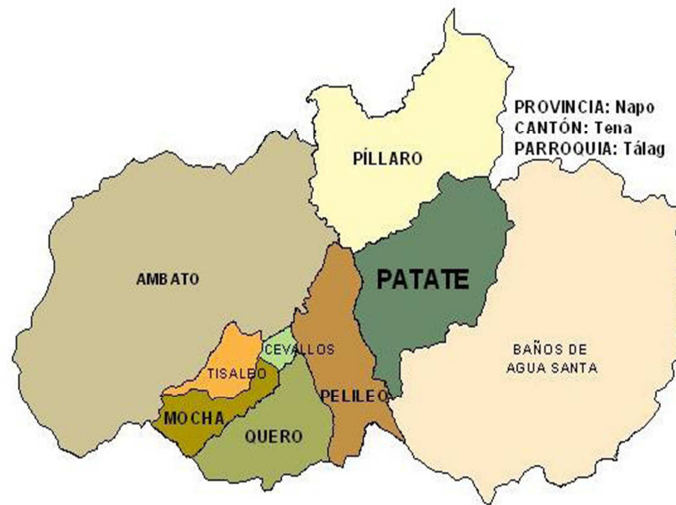 PROVINCIA: Napo
CANTÓN: Tena
PARROQUIA: Tálag
PÍLLARO
AMBATO
PATATE
CEVALLOS
BAÑOS DE
AGUA SANTA
TISALEO
PELILEO
MOCHA
QUERO